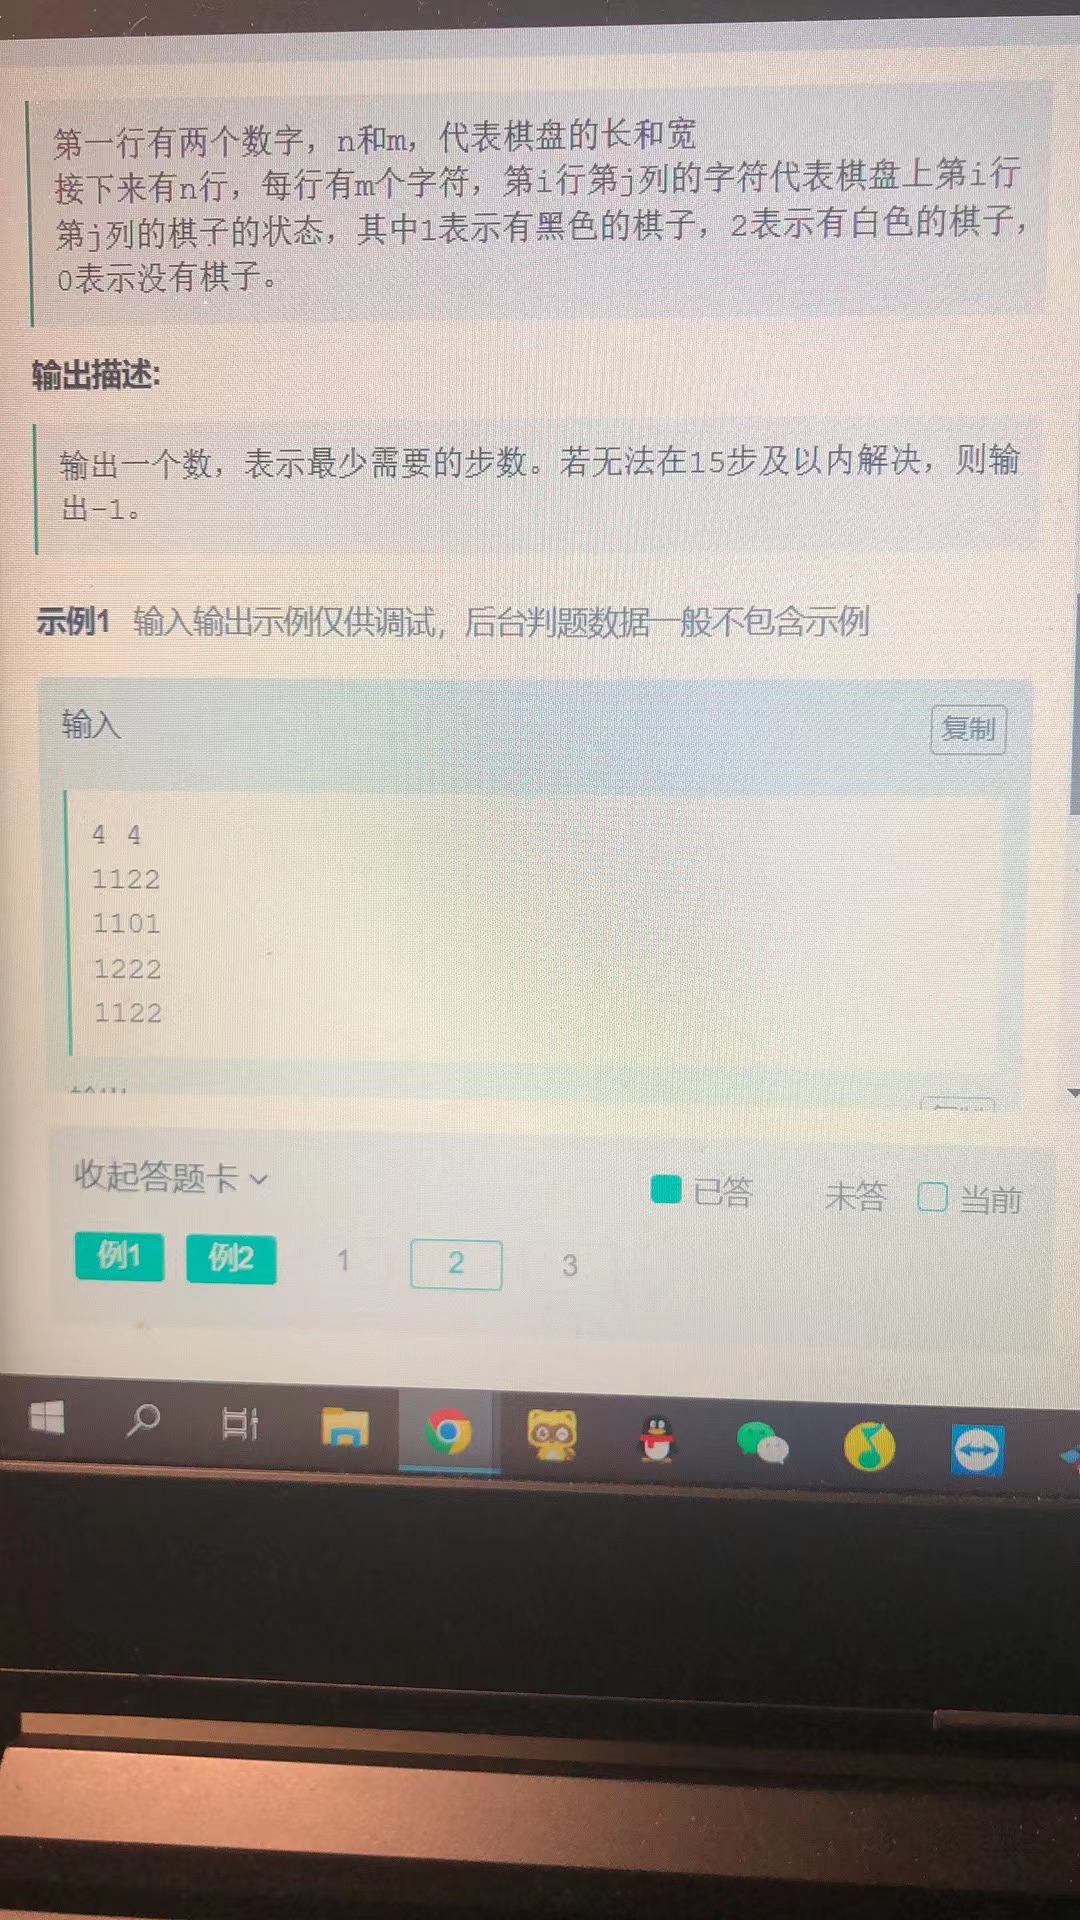 第一行有两个数字，n和m，代表棋盘的长和宽
接下来有n行，每行有m个字符，第i行第j列的字符代表棋盘上第i行
第j列的棋子的状态，其中1表示有黑色的棋子，2表示有白色的棋子，
0表示没有棋子。
输出描述:
输出一个数，表示最少需要的步数。若无法在15步及以内解决，则输
出-1。
示例1 输入输出示例仅供调试，后台判题数据一般不包含示例
输入
复制
4 4
1122
1101
1222
1122
收起答题卡
已答 未答 当前
例1 例2 1 2 3